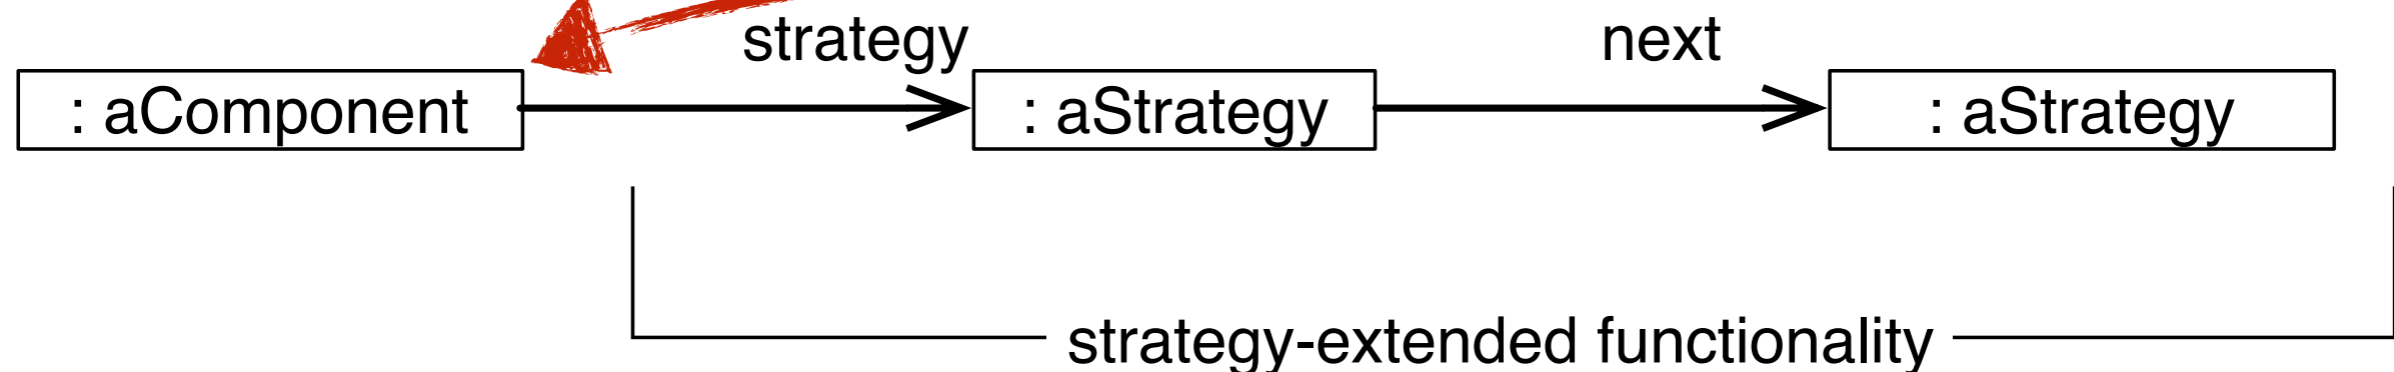 strategy
next
: aComponent
: aStrategy
: aStrategy
strategy-extended functionality